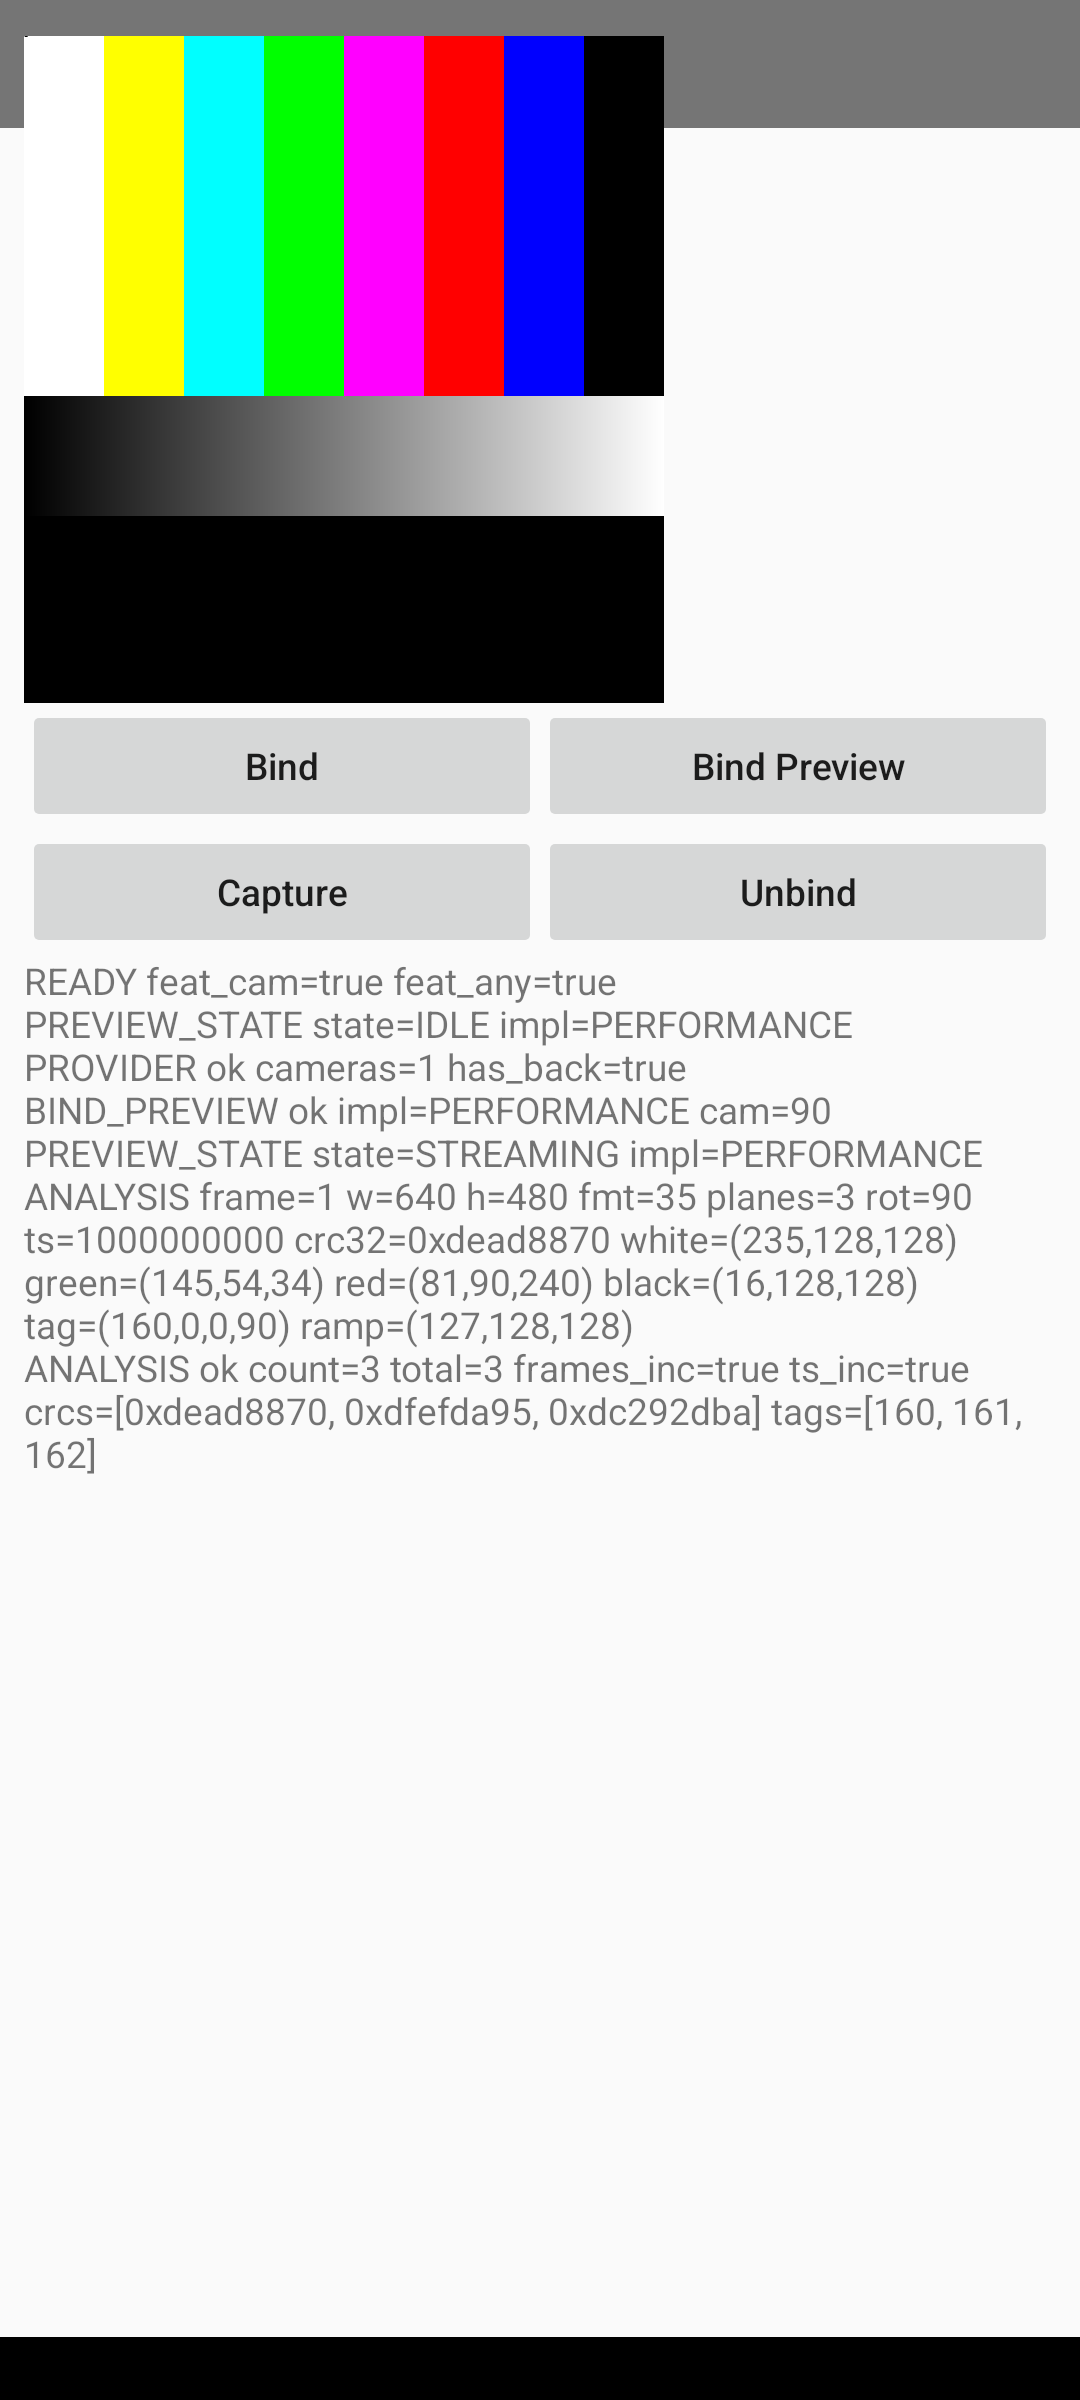 Bind
Bind Preview
Capture
Unbind
READY feat_cam=true feat_any=true
PREVIEW_STATE state=IDLE impl=PERFORMANCE
PROVIDER ok cameras=1 has_back=true
BIND_PREVIEW ok impl=PERFORMANCE cam=90
PREVIEW_STATE state=STREAMING impl=PERFORMANCE
ANALYSIS frame=1 w=640 h=480 fmt=35 planes=3 rot=90
ts=1000000000 crc32=0xdead8870 white=(235,128,128)
green=(145,54,34) red=(81,90,240) black=(16,128,128)
tag=(160,0,0,90) ramp=(127,128,128)
ANALYSIS ok count=3 total=3 frames_inc=true ts_inc=true
crcs=[0xdead8870, 0xdfefda95, 0xdc292dba] tags=[160, 161,
162]